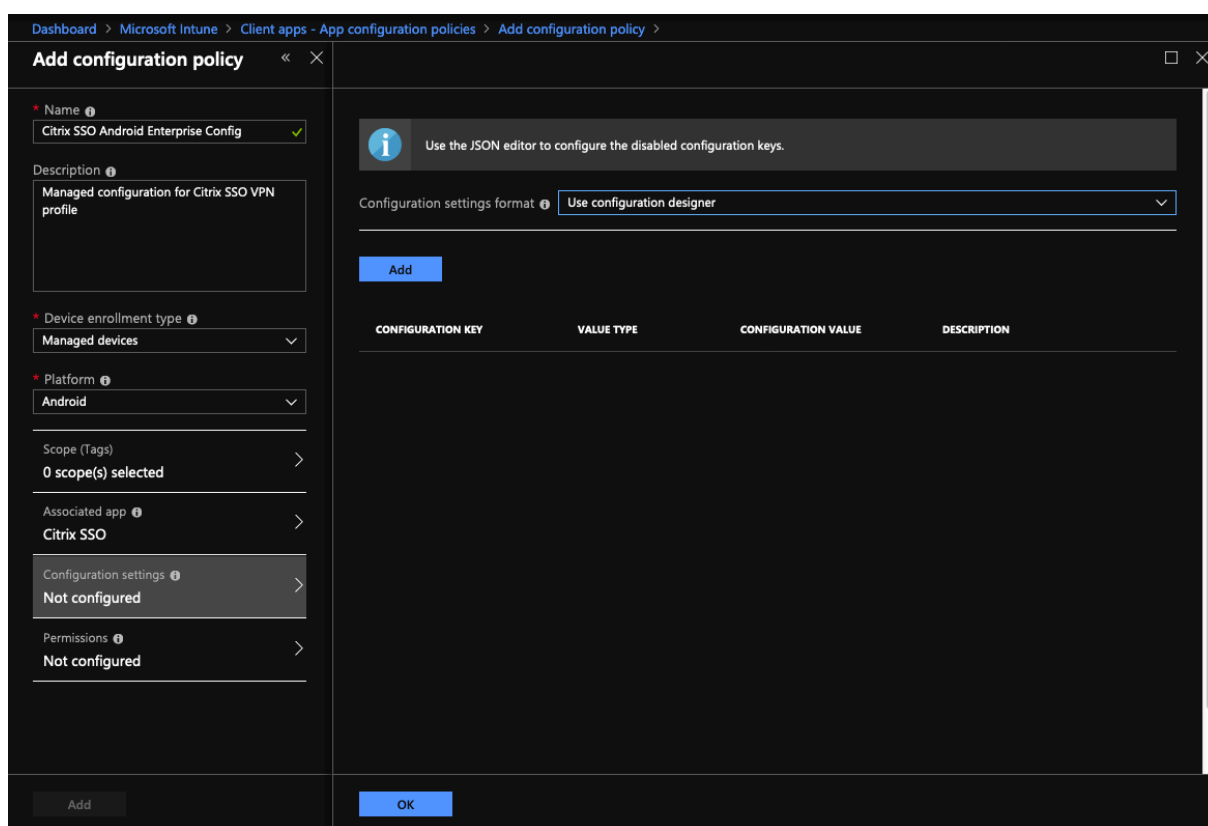 Dashboard > Microsoft Intune > Client apps - App configuration policies > Add configuration policy >
Add configuration policy
* Name
Citrix SSO Android Enterprise Config
Description
Managed configuration for Citrix SSO VPN
profile
* Device enrollment type
Managed devices
* Platform
Android
Scope (Tags)
0 scope(s) selected
Associated app
Citrix SSO
Configuration settings
Not configured
Permissions
Not configured
Add
Use the JSON editor to configure the disabled configuration keys.
Configuration settings format Use configuration designer
Add
CONFIGURATION KEY VALUE TYPE CONFIGURATION VALUE DESCRIPTION
OK